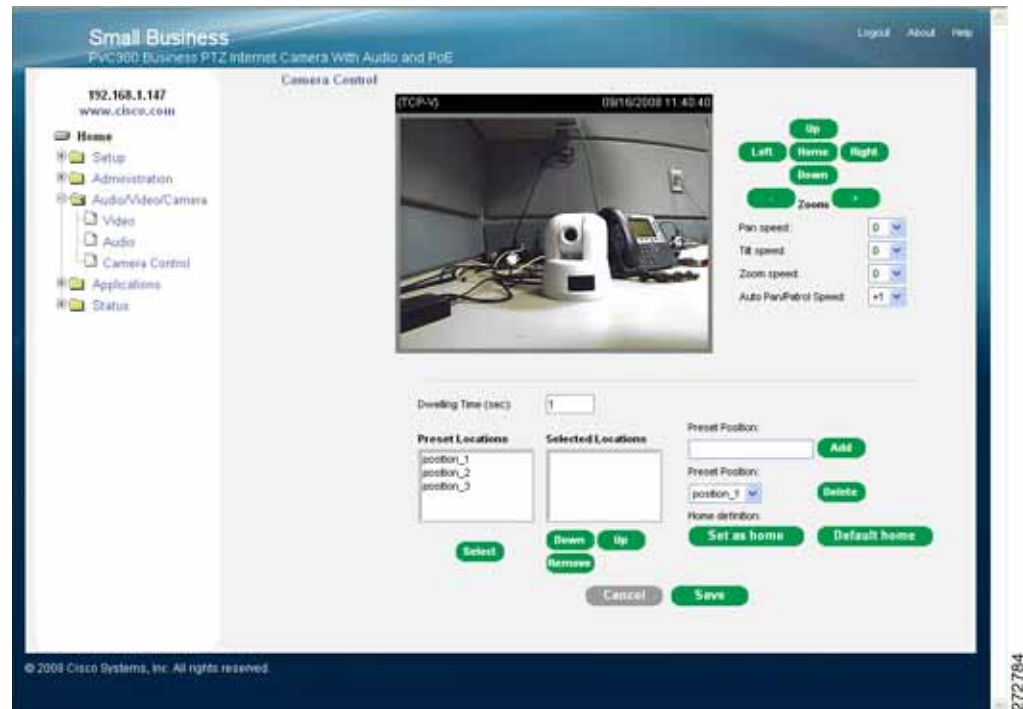 Small Business
PVC300 Business PTZ Internet Camera With Audio and PoE
Logout About Help
192.168.1.147
www.cisco.com
Home
Setup
Administration
Audio/Video/Camera
Video
Audio
Camera Control
Applications
Status
Camera Control
(TCP-V) 09/16/2008 11:40:40
Up
Left Home Right
Down
- Zoom +
Pan speed: 0
Tilt speed: 0
Zoom speed: 0
Auto Pan/Patrol Speed: +1
Dwelling Time (sec): 1
Preset Locations
position_1
position_2
position_3
Select
Selected Locations
Down Up
Remove
Preset Position:
Add
Preset Position:
position_1 Delete
Home definition:
Set as home Default home
Cancel Save
© 2008 Cisco Systems, Inc. All rights reserved.
272784